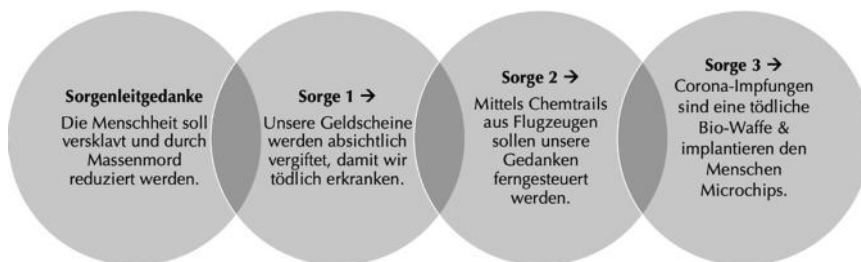 Sorgenleitgedanke
Die Menschheit soll
versklavt und durch
Massenmord
reduziert werden.
Sorge 1 →
Unsere Geldscheine
werden absichtlich
vergiftet, damit wir
tödlich erkranken.
Sorge 2 →
Mittels Chemtrails
aus Flugzeugen
sollen unsere
Gedanken
ferngesteuert
werden.
Sorge 3 →
Corona-Impfungen
sind eine tödliche
Bio-Waffe &
implantieren den
Menschen
Microchips.